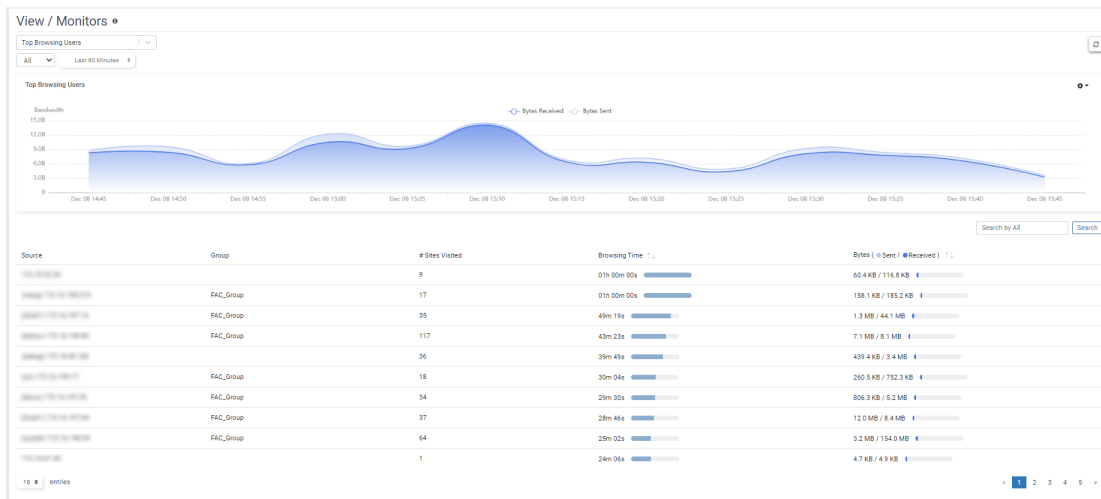 View / Monitors
Top Browsing Users
All Last 60 Minutes
Top Browsing Users
Bandwidth
Bytes Received Bytes Sent
15.0B
12.0B
9.0B
6.0B
3.0B
0
Dec 08 14:45 Dec 08 14:50 Dec 08 14:55 Dec 08 15:00 Dec 08 15:05 Dec 08 15:10 Dec 08 15:15 Dec 08 15:20 Dec 08 15:25 Dec 08 15:30 Dec 08 15:35 Dec 08 15:40 Dec 08 15:45
Search by All Search
Source Group # Sites Visited Browsing Time Bytes ( Sent / Received )
9 01h 00m 00s 60.4 KB / 116.8 KB
FAC_Group 17 01h 00m 00s 158.1 KB / 185.2 KB
FAC_Group 35 49m 19s 1.3 MB / 44.1 MB
FAC_Group 117 43m 23s 7.1 MB / 8.1 MB
36 39m 49s 439.4 KB / 3.4 MB
FAC_Group 18 30m 04s 260.5 KB / 752.3 KB
FAC_Group 34 29m 30s 806.3 KB / 5.2 MB
FAC_Group 37 28m 46s 12.0 MB / 8.4 MB
FAC_Group 64 25m 02s 3.2 MB / 154.0 MB
1 24m 06s 4.7 KB / 4.9 KB
10 entries < 1 2 3 4 5 >